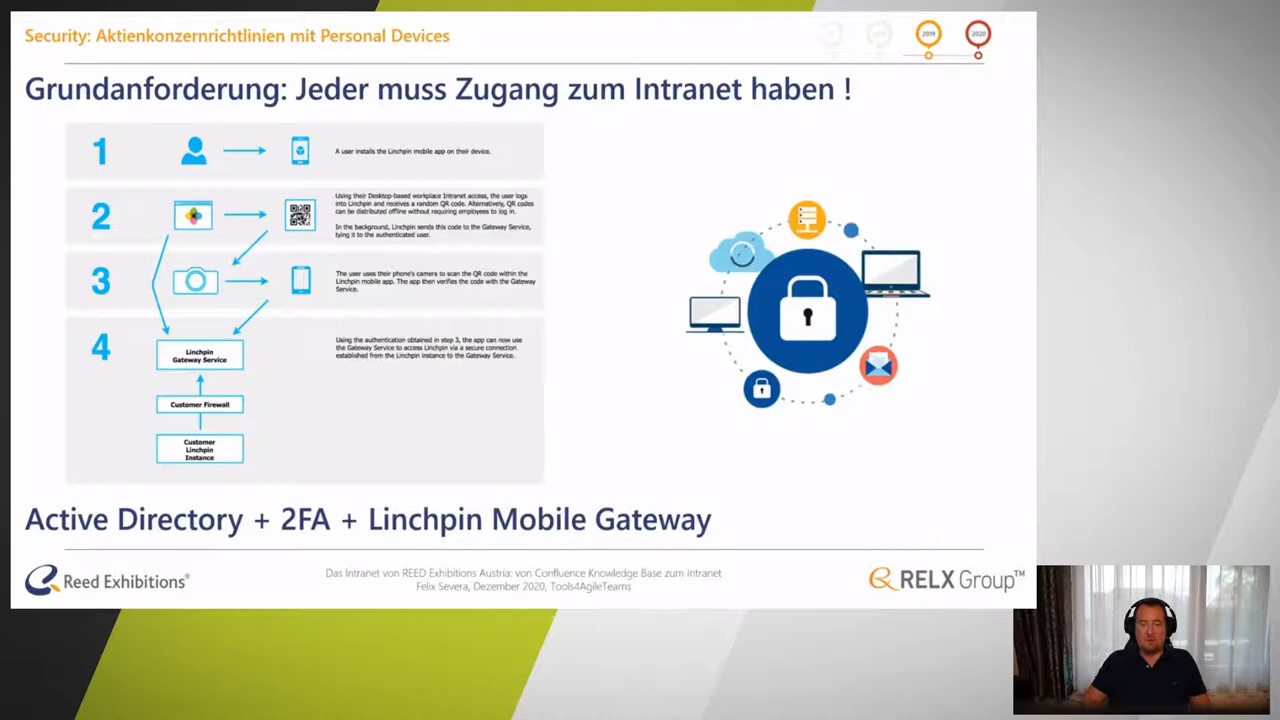 Security: Aktienkonzernrichtlinien mit Personal Devices
2019
2020
Grundanforderung: Jeder muss Zugang zum Intranet haben !
1
A user installs the Linchpin mobile app on their device.
2
Using their Desktop-based workplace Intranet access, the user logs
into Linchpin and receives a random QR code. Alternatively, QR codes
can be distributed offline without requiring employees to log in.
In the background, Linchpin sends this code to the Gateway Service,
tying it to the authenticated user.
3
The user uses their phone's camera to scan the QR code within the
Linchpin mobile app. The app then verifies the code with the Gateway
Service.
4
Linchpin
Gateway Service
Using the authentication obtained in step 3, the app can now use
the Gateway Service to access Linchpin via a secure connection
established from the Linchpin instance to the Gateway Service.
Customer Firewall
Customer
Linchpin
Instance
Active Directory + 2FA + Linchpin Mobile Gateway
Reed Exhibitions®
Das Intranet von REED Exhibitions Austria: von Confluence Knowledge Base zum Intranet
Felix Severa, Dezember 2020, Tools4AgileTeams
RELX Group™